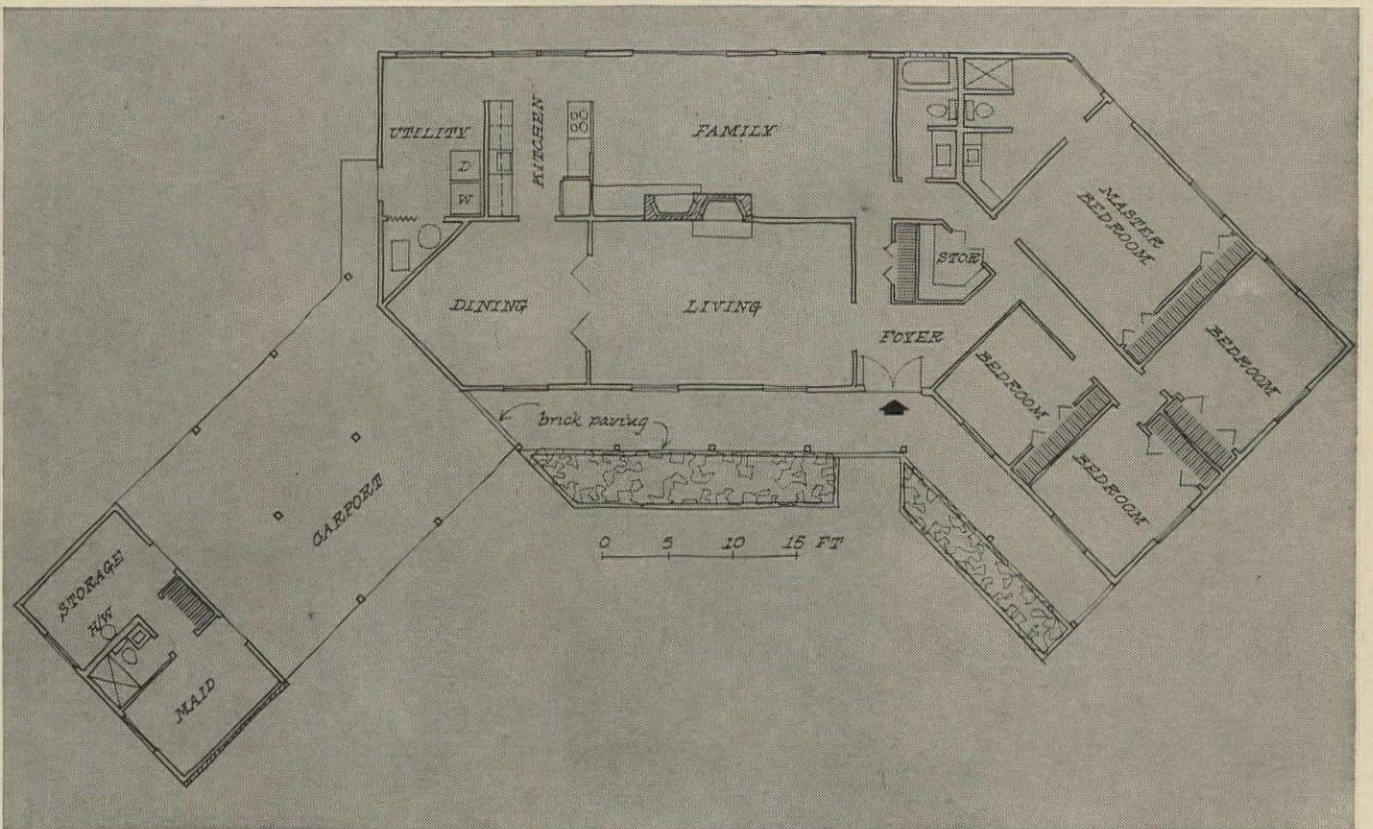 UTILITY
D
W
KITCHEN
FAMILY
MASTER
BEDROOM
STOR
DINING
LIVING
FOYER
BEDROOM
BEDROOM
BEDROOM
brick paving
CARPORT
0 5 10 15 FT
STORAGE
H/W
MAID